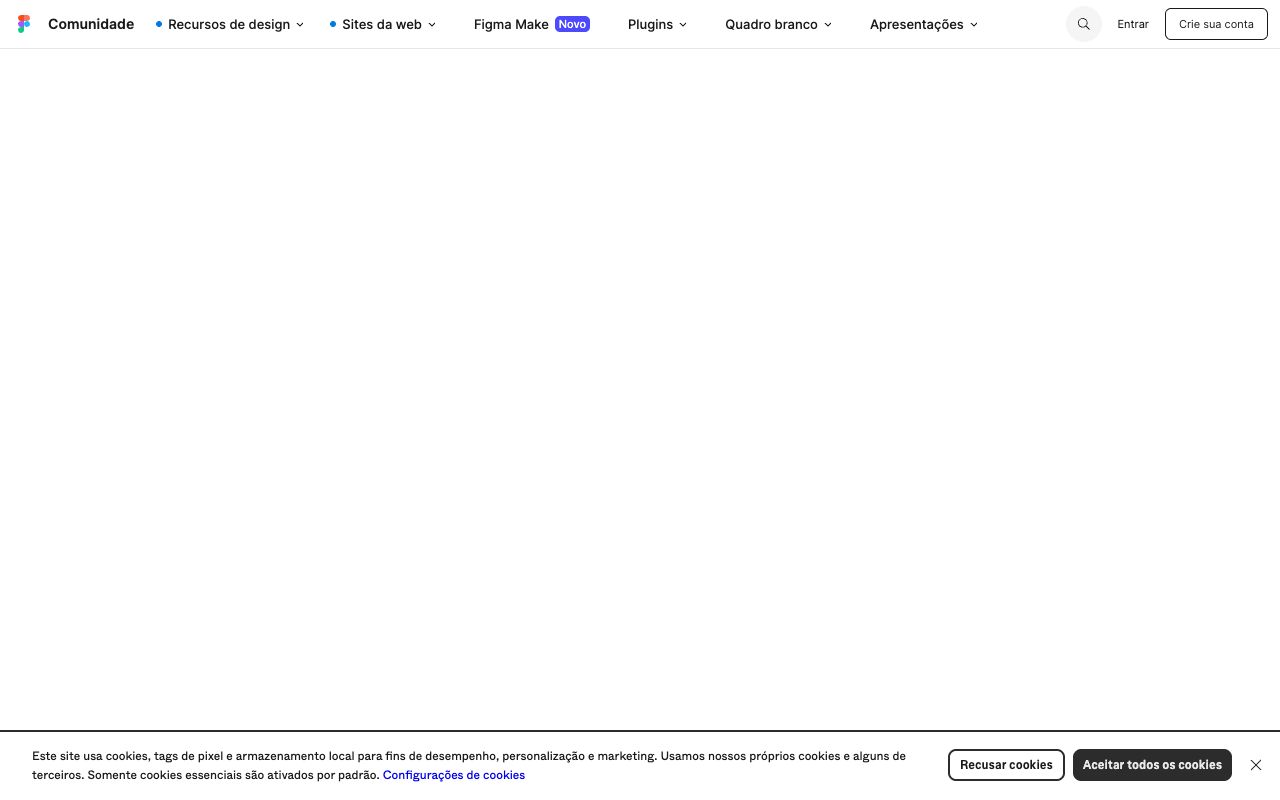 Comunidade
Recursos de design
Sites da web
Figma Make Novo
Plugins
Quadro branco
Apresentações
Entrar
Crie sua conta
Este site usa cookies, tags de pixel e armazenamento local para fins de desempenho, personalização e marketing. Usamos nossos próprios cookies e alguns de
terceiros. Somente cookies essenciais são ativados por padrão. Configurações de cookies
Recusar cookies
Aceitar todos os cookies